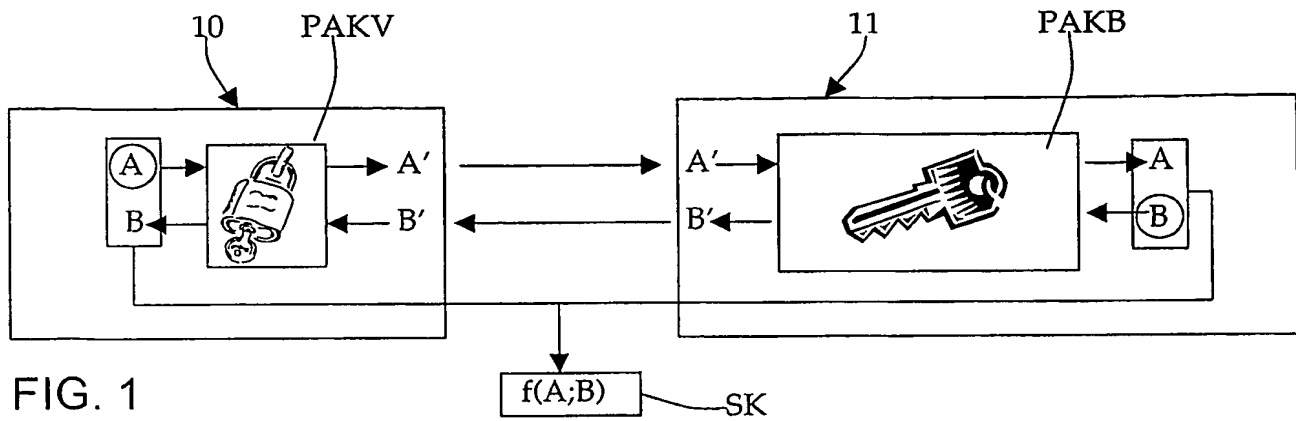 10 PAKV 11 PAKB
A A' A' A
B B' B' B
f(A;B)
SK
FIG. 1